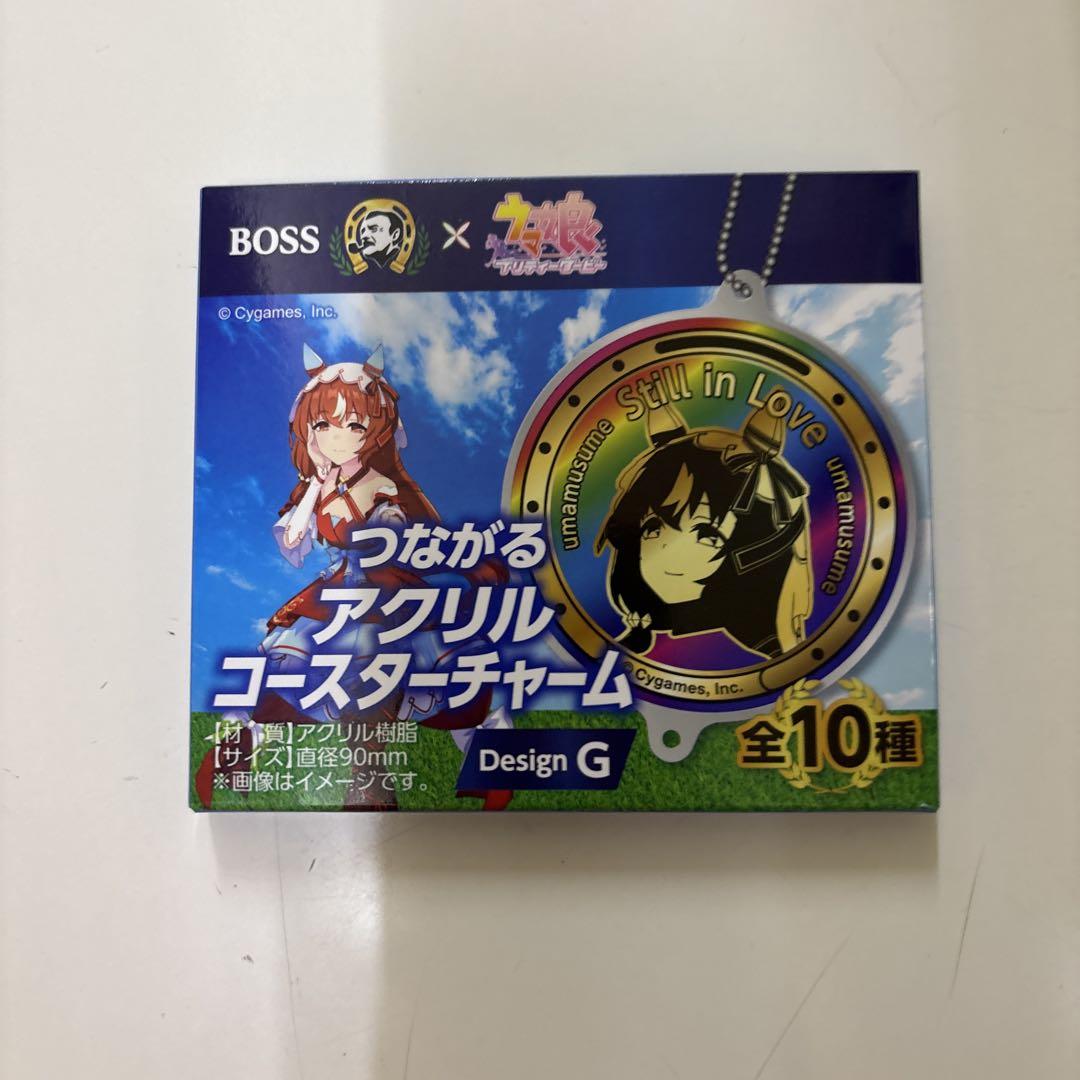 BOSS × ウマ娘
プリティーダービー
© Cygames, Inc.
Still in Love
umamusume
umamusume
© Cygames, Inc.
つながる
アクリル
コースターチャーム
【材 質】アクリル樹脂
【サイズ】直径90mm
※画像はイメージです。
Design G
全10種